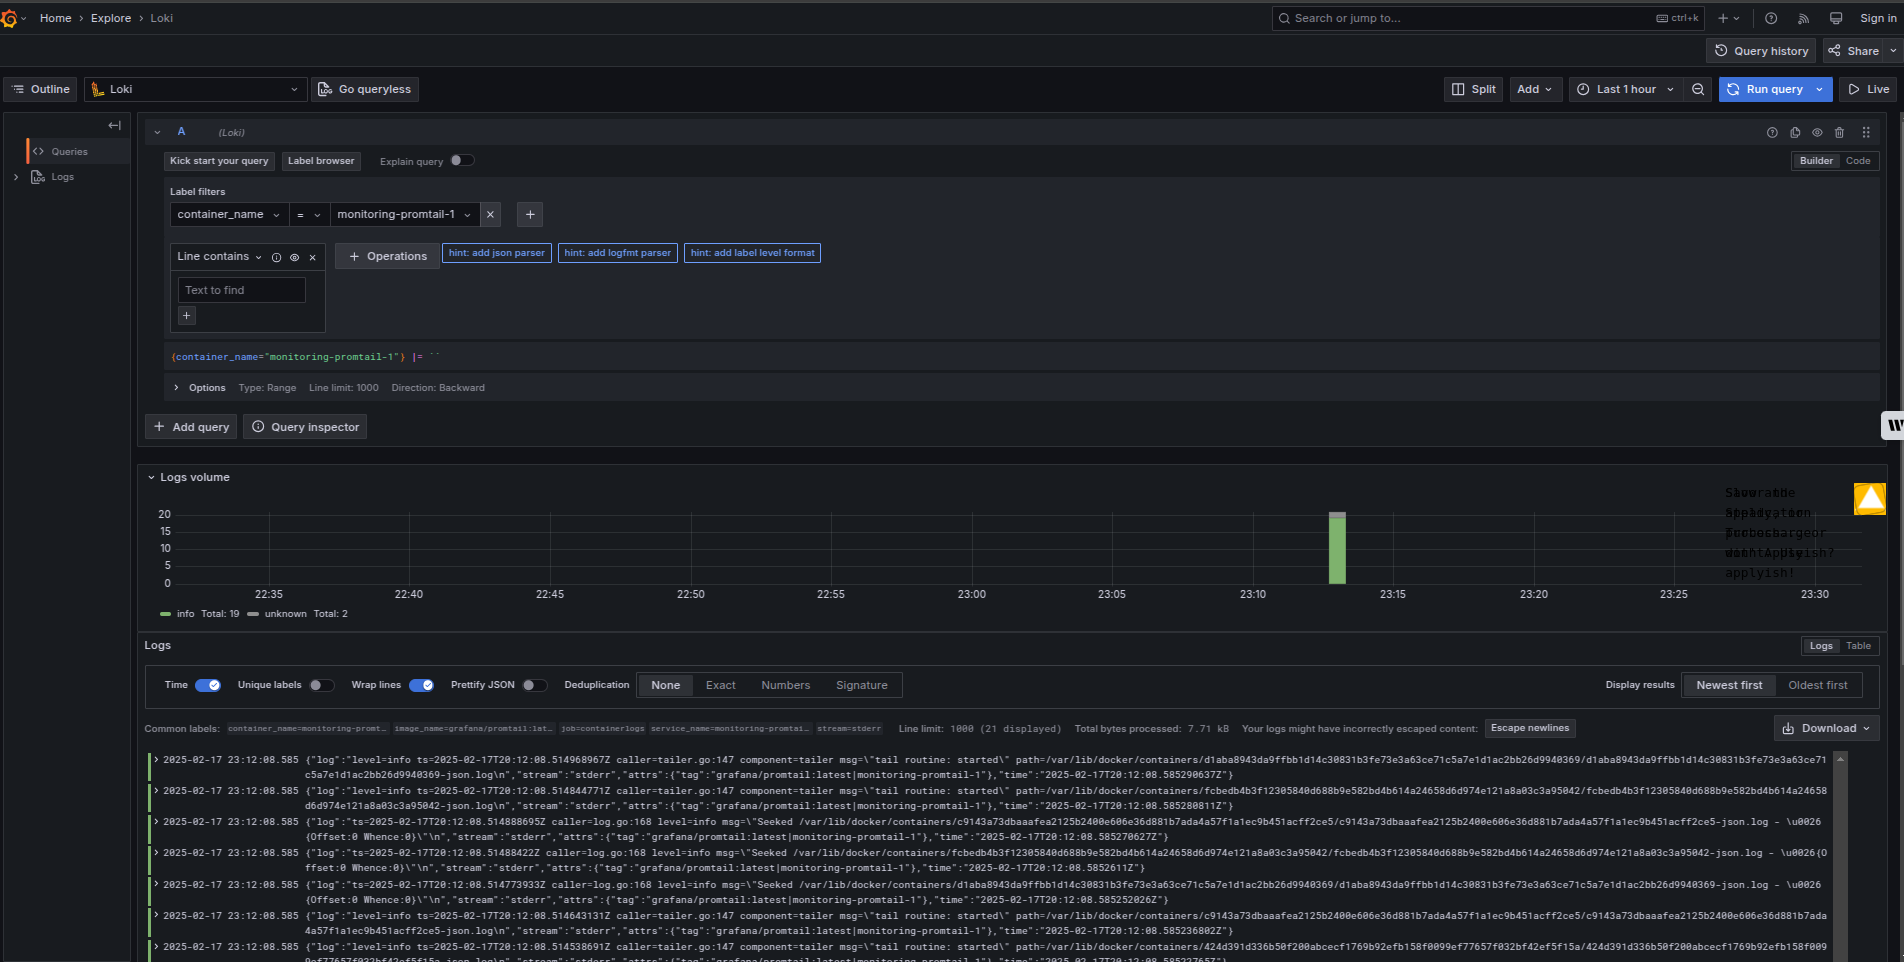 Home › Explore › Loki
Search or jump to...
ctrl+k
Sign in
Query history
Share
Outline
Loki
Go queryless
Split
Add
Last 1 hour
Run query
Live
Queries
Logs
A (Loki)
Kick start your query
Label browser
Explain query
Builder
Code
Label filters
container_name
=
monitoring-promtail-1
Line contains
Operations
hint: add json parser
hint: add logfmt parser
hint: add label level format
Text to find
{container_name="monitoring-promtail-1"} |= ``
Options Type: Range Line limit: 1000 Direction: Backward
Add query
Query inspector
Logs volume
20
15
10
5
0
22:35 22:40 22:45 22:50 22:55 23:00 23:05 23:10 23:15 23:20 23:25 23:30
applyish!
info Total: 19 unknown Total: 2
Logs
Logs
Table
Time
Unique labels
Wrap lines
Prettify JSON
Deduplication
None
Exact
Numbers
Signature
Display results
Newest first
Oldest first
Common labels: container_name=monitoring-promt… image_name=grafana/promtail:lat… job=containerlogs service_name=monitoring-promtai… stream=stderr Line limit: 1000 (21 displayed) Total bytes processed: 7.71 kB Your logs might have incorrectly escaped content: Escape newlines
Download
2025-02-17 23:12:08.585 {"log":"level=info ts=2025-02-17T20:12:08.514968967Z caller=tailer.go:147 component=tailer msg=\"tail routine: started\" path=/var/lib/docker/containers/d1aba8943da9ffbb1d14c30831b3fe73e3a63ce71c5a7e1d1ac2bb26d9940369/d1aba8943da9ffbb1d14c30831b3fe73e3a63ce71
c5a7e1d1ac2bb26d9940369-json.log\n","stream":"stderr","attrs":{"tag":"grafana/promtail:latest|monitoring-promtail-1"},"time":"2025-02-17T20:12:08.585290637Z"}
2025-02-17 23:12:08.585 {"log":"level=info ts=2025-02-17T20:12:08.514844771Z caller=tailer.go:147 component=tailer msg=\"tail routine: started\" path=/var/lib/docker/containers/fcbedb4b3f12305840d688b9e582bd4b614a24658d6d974e121a8a03c3a95042/fcbedb4b3f12305840d688b9e582bd4b614a24658
d6d974e121a8a03c3a95042-json.log\n","stream":"stderr","attrs":{"tag":"grafana/promtail:latest|monitoring-promtail-1"},"time":"2025-02-17T20:12:08.585280811Z"}
2025-02-17 23:12:08.585 {"log":"ts=2025-02-17T20:12:08.514888695Z caller=log.go:168 level=info msg=\"Seeked /var/lib/docker/containers/c9143a73dbaaafea2125b2400e606e36d881b7ada4a57f1a1ec9b451acff2ce5/c9143a73dbaaafea2125b2400e606e36d881b7ada4a57f1a1ec9b451acff2ce5-json.log - \u0026
{Offset:0 Whence:0}\"\n","stream":"stderr","attrs":{"tag":"grafana/promtail:latest|monitoring-promtail-1"},"time":"2025-02-17T20:12:08.585270627Z"}
2025-02-17 23:12:08.585 {"log":"ts=2025-02-17T20:12:08.51488422Z caller=log.go:168 level=info msg=\"Seeked /var/lib/docker/containers/fcbedb4b3f12305840d688b9e582bd4b614a24658d6d974e121a8a03c3a95042/fcbedb4b3f12305840d688b9e582bd4b614a24658d6d974e121a8a03c3a95042-json.log - \u0026{O
ffset:0 Whence:0}\"\n","stream":"stderr","attrs":{"tag":"grafana/promtail:latest|monitoring-promtail-1"},"time":"2025-02-17T20:12:08.5852611Z"}
2025-02-17 23:12:08.585 {"log":"ts=2025-02-17T20:12:08.514773933Z caller=log.go:168 level=info msg=\"Seeked /var/lib/docker/containers/d1aba8943da9ffbb1d14c30831b3fe73e3a63ce71c5a7e1d1ac2bb26d9940369/d1aba8943da9ffbb1d14c30831b3fe73e3a63ce71c5a7e1d1ac2bb26d9940369-json.log - \u0026
{Offset:0 Whence:0}\"\n","stream":"stderr","attrs":{"tag":"grafana/promtail:latest|monitoring-promtail-1"},"time":"2025-02-17T20:12:08.585252026Z"}
2025-02-17 23:12:08.585 {"log":"level=info ts=2025-02-17T20:12:08.514643131Z caller=tailer.go:147 component=tailer msg=\"tail routine: started\" path=/var/lib/docker/containers/c9143a73dbaaafea2125b2400e606e36d881b7ada4a57f1a1ec9b451acff2ce5/c9143a73dbaaafea2125b2400e606e36d881b7ada
4a57f1a1ec9b451acff2ce5-json.log\n","stream":"stderr","attrs":{"tag":"grafana/promtail:latest|monitoring-promtail-1"},"time":"2025-02-17T20:12:08.585236802Z"}
2025-02-17 23:12:08.585 {"log":"level=info ts=2025-02-17T20:12:08.514538691Z caller=tailer.go:147 component=tailer msg=\"tail routine: started\" path=/var/lib/docker/containers/424d391d336b50f200abcecf1769b92efb158f0099ef77657f032bf42ef5f15a/424d391d336b50f200abcecf1769b92efb158f009